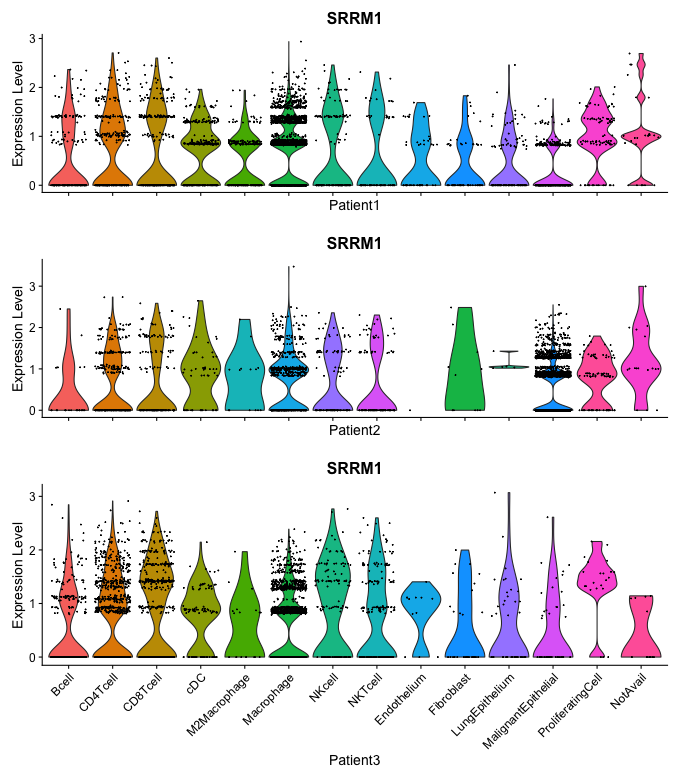 SRRM1
3
2
1
0
Expression Level
Patient1
SRRM1
3
2
1
0
Expression Level
Patient2
SRRM1
3
2
1
0
Expression Level
Bcell
CD4Tcell
CD8Tcell
cDC
M2Macrophage
Macrophage
NKcell
NKTcell
Endothelium
Fibroblast
LungEpithelium
MalignantEpithelial
ProliferatingCell
NotAvail
Patient3